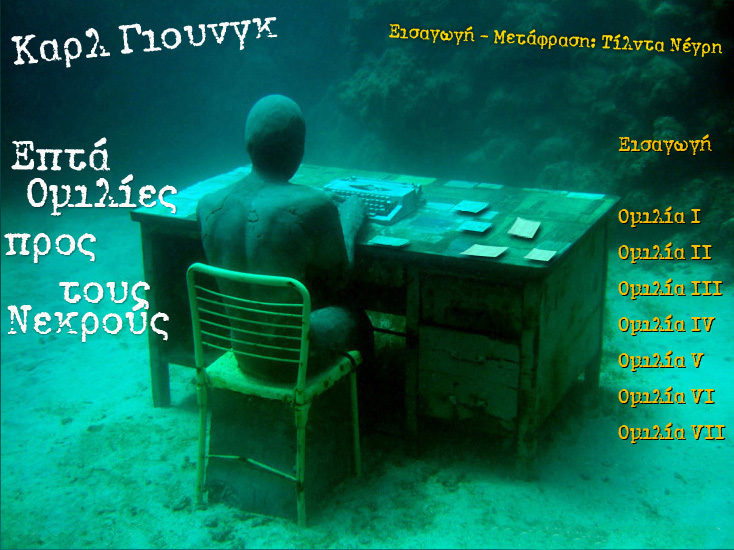 Καρλ Γιουνγκ
Εισαγωγή - Μετάφραση: Τίλντα Νέγρη
Επτά
Ομιλίες
προς
τους
Νεκρούς
Εισαγωγή
Ομιλία I
Ομιλία II
Ομιλία III
Ομιλία IV
Ομιλία V
Ομιλία VI
Ομιλία VII